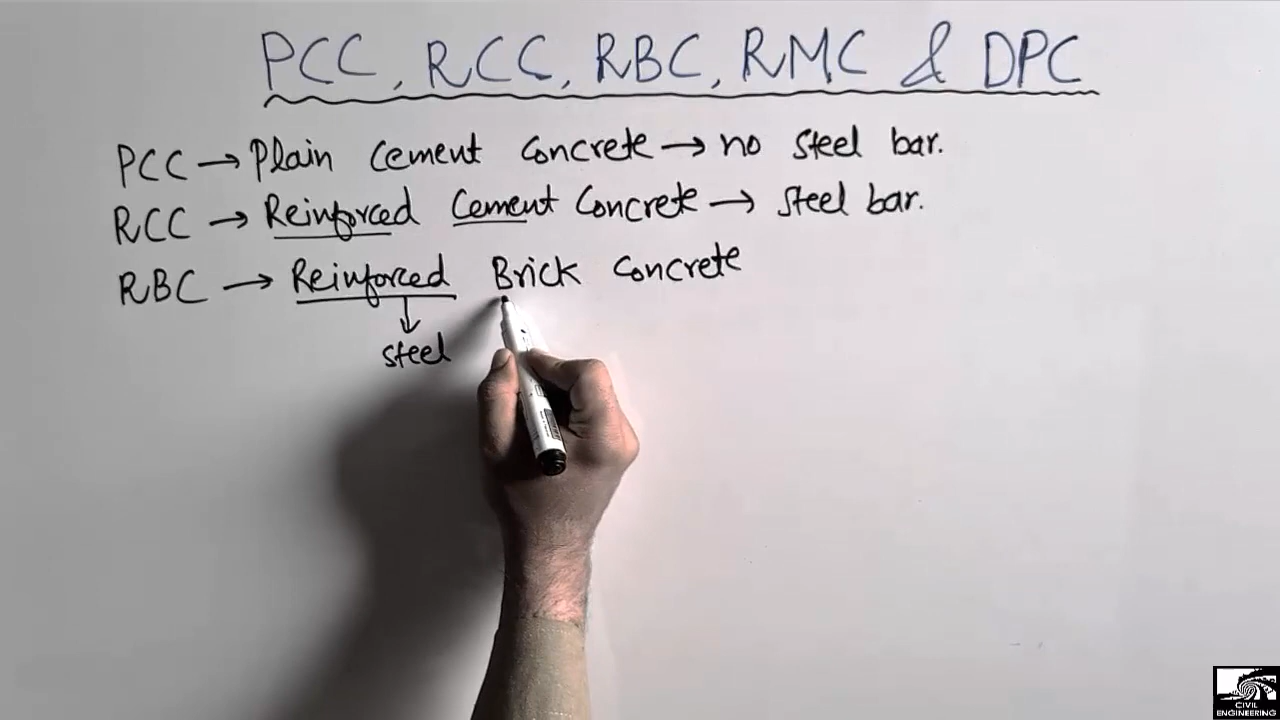 PCC, RCC, RBC, RMC & DPC
PCC → Plain Cement Concrete → no steel bar.
RCC → Reinforced Cement Concrete → steel bar.
RBC → Reinforced Brick Concrete
↓
steel
CIVIL
ENGINEERING